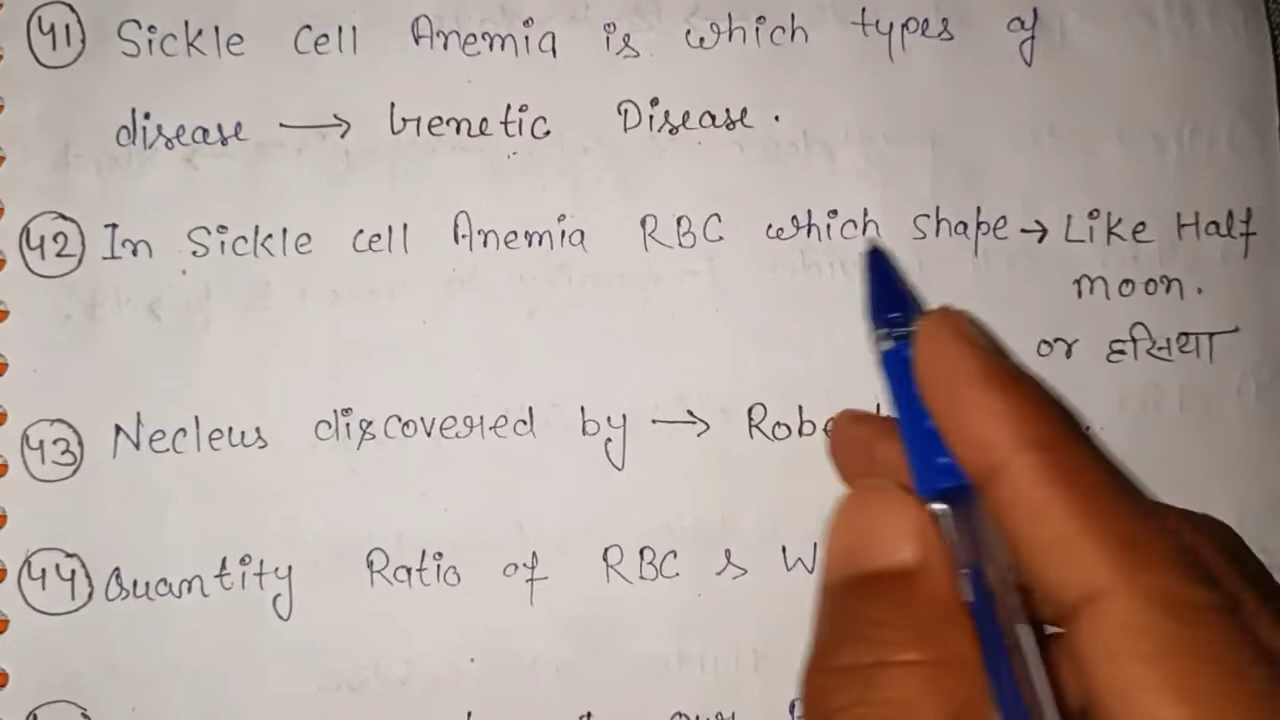 41 Sickle Cell Anemia is which types of
disease → Genetic Disease.
42 In Sickle cell Anemia RBC which shape → Like Half
moon.
or हसिया
43 Necleus discovered by →
44 Quantity Ratio of RBC &